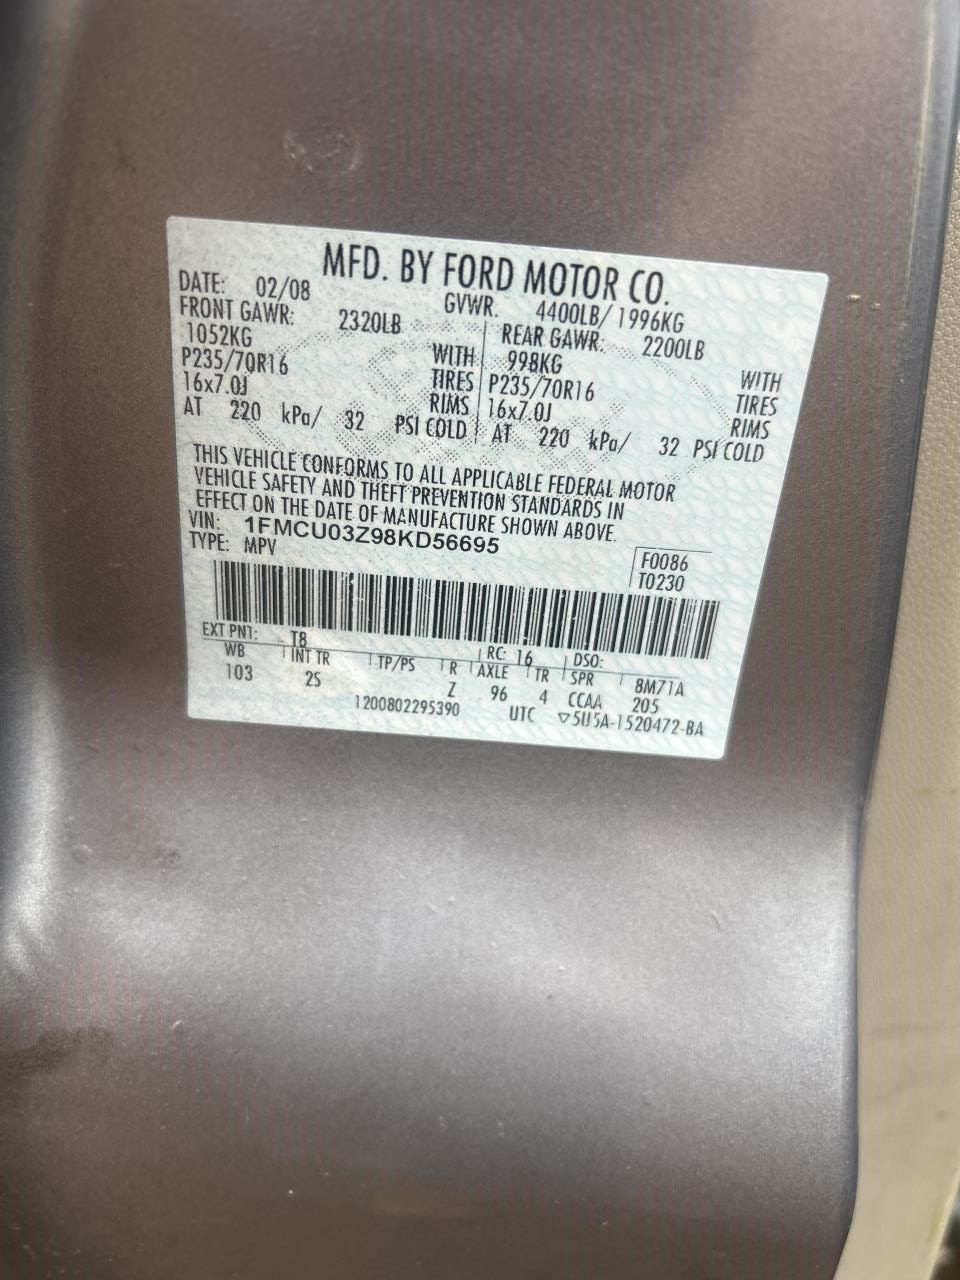 MFD. BY FORD MOTOR CO.
DATE: 02/08 GVWR. 4400LB/ 1996KG
FRONT GAWR: 2320LB REAR GAWR: 2200LB
1052KG WITH 998KG WITH
P235/70R16 TIRES P235/70R16 TIRES
16x7.0J RIMS 16x7.0J RIMS
AT 220 kPa/ 32 PSI COLD AT 220 kPa/ 32 PSI COLD
THIS VEHICLE CONFORMS TO ALL APPLICABLE FEDERAL MOTOR
VEHICLE SAFETY AND THEFT PREVENTION STANDARDS IN
EFFECT ON THE DATE OF MANUFACTURE SHOWN ABOVE.
VIN: 1FMCU03Z98KD56695
TYPE: MPV
F0086
T0230
EXT PNT: T8 RC: 16 DSO:
WB INT TR TP/PS R AXLE TR SPR 8M71A
103 2S Z 96 4 CCAA 205
1200802295390 UTC ▽5U5A-1520472-BA